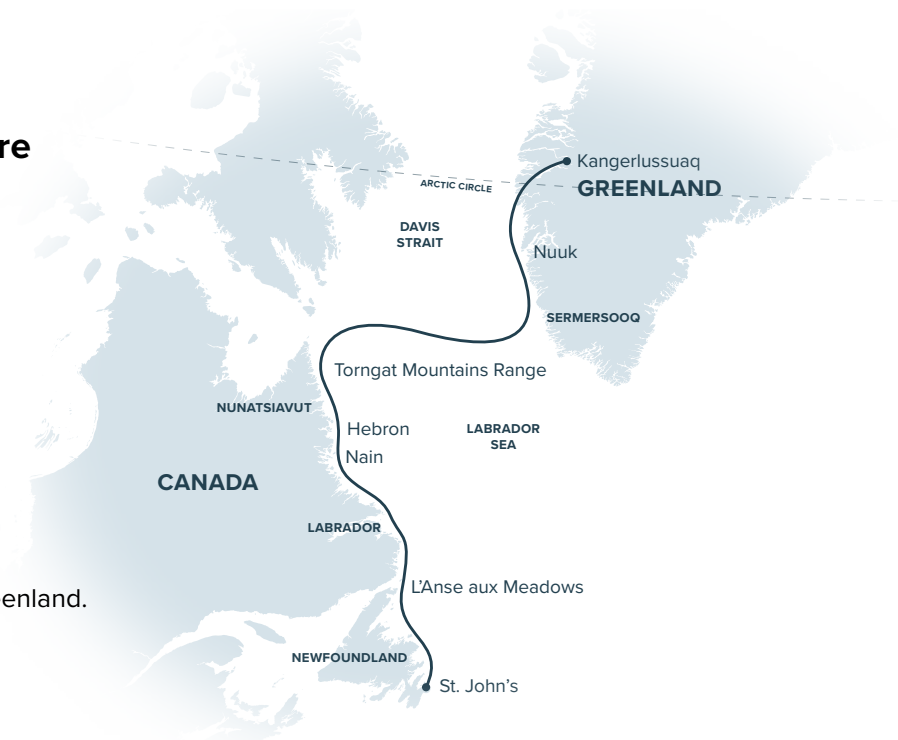 re
Kangerlussuaq
ARCTIC CIRCLE
GREENLAND
DAVIS
STRAIT
Nuuk
SERMERSOOQ
Torngat Mountains Range
NUNATSIAVUT
Hebron
LABRADOR
SEA
Nain
CANADA
LABRADOR
L’Anse aux Meadows
enland.
NEWFOUNDLAND
St. John’s